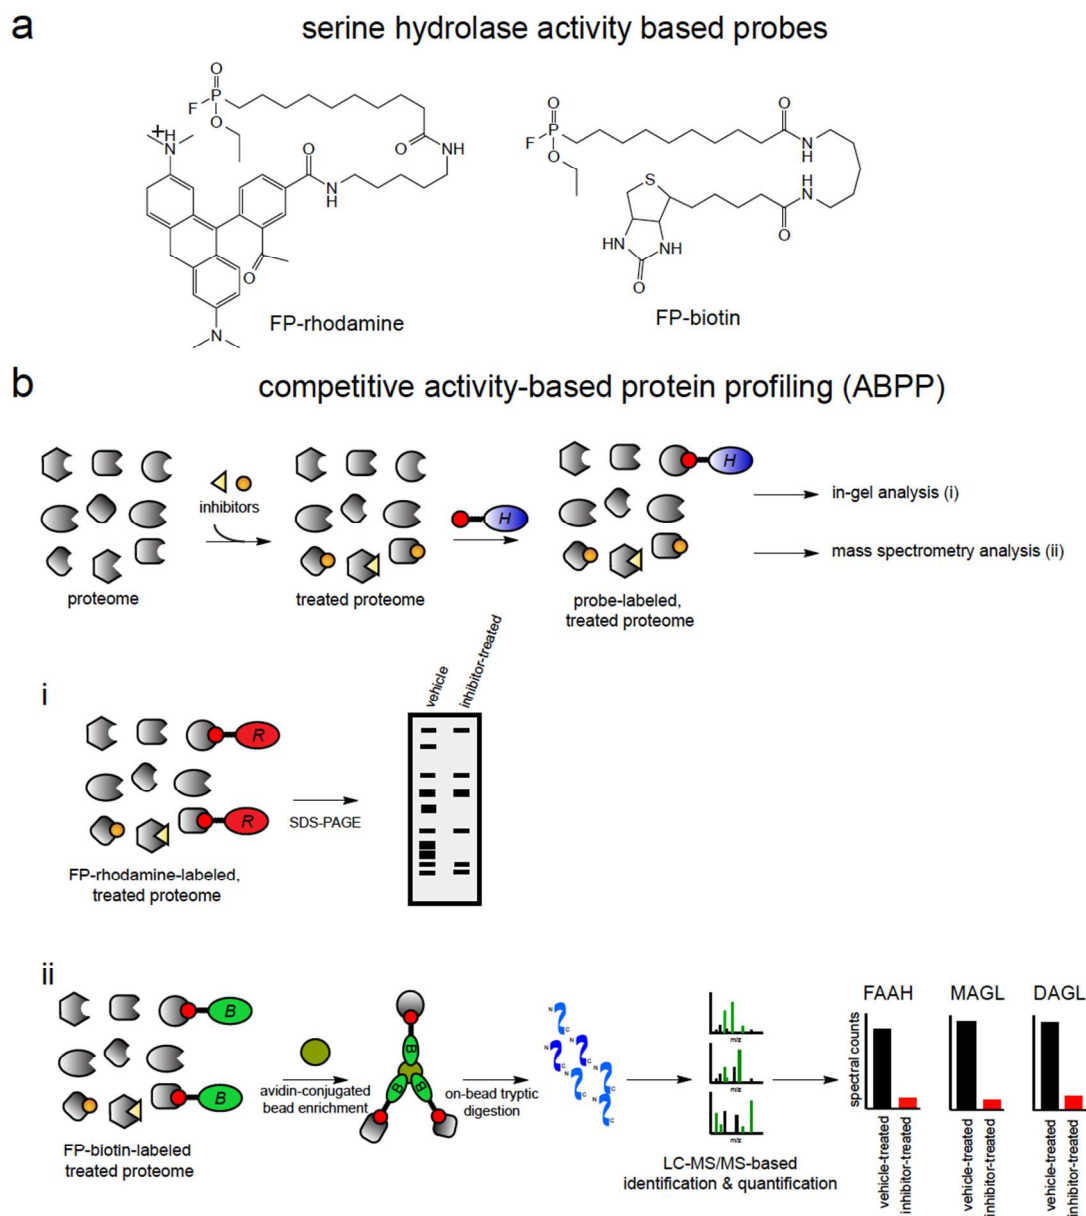 a
serine hydrolase activity based probes
O
F
P
O
+
H
N
O
NH
O
N
H
O
N
FP-rhodamine
O
F
P
O
O
N
H
H
N
O
S
HN
NH
O
FP-biotin
b
competitive activity-based protein profiling (ABPP)
inhibitors
H
H
in-gel analysis (i)
mass spectrometry analysis (ii)
proteome
treated proteome
probe-labeled,
treated proteome
i
vehicle
inhibitor-treated
R
R
SDS-PAGE
FP-rhodamine-labeled,
treated proteome
ii
B
B
FP-biotin-labeled
treated proteome
avidin-conjugated
bead enrichment
B
B
B
on-bead tryptic
digestion
N
C
N
C
N
C
N
C
N
C
N
C
m/z
m/z
m/z
LC-MS/MS-based
identification & quantification
FAAH
MAGL
DAGL
spectral counts
vehicle-treated
inhibitor-treated
vehicle-treated
inhibitor-treated
vehicle-treated
inhibitor-treated